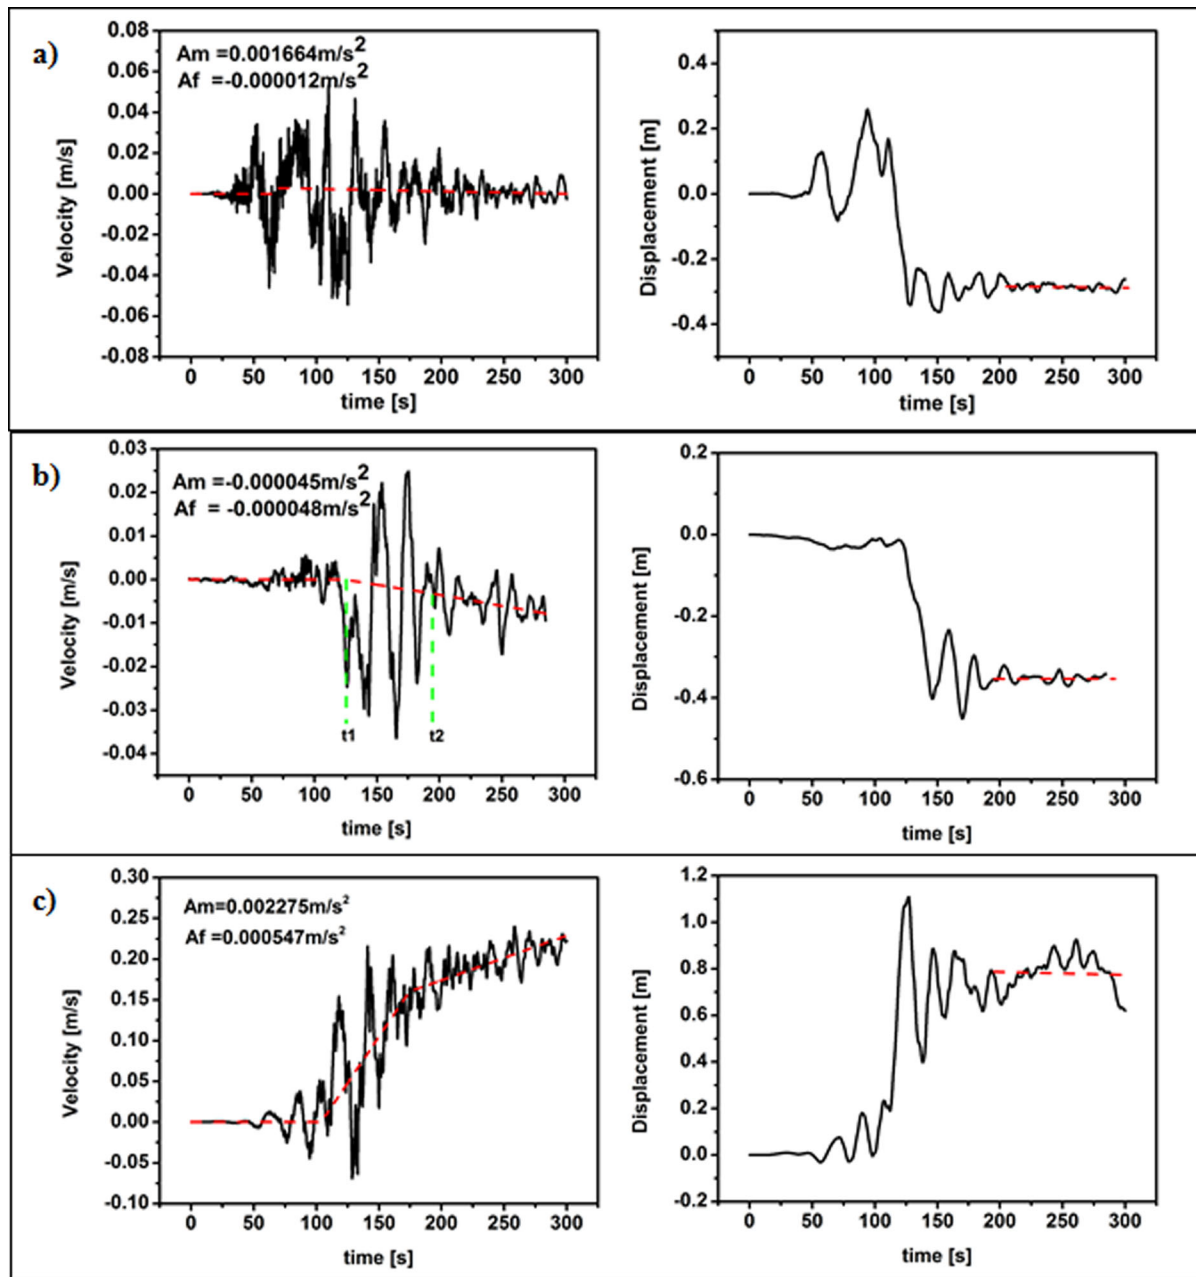 a)
Am =0.001664m/s2
Af =-0.000012m/s2
0.08
0.06
0.04
0.02
0.00
-0.02
-0.04
-0.06
-0.08
Velocity [m/s]
0 50 100 150 200 250 300
time [s]
0.4
0.2
0.0
-0.2
-0.4
Displacement [m]
0 50 100 150 200 250 300
time [s]
b)
Am =-0.000045m/s2
Af = -0.000048m/s2
0.03
0.02
0.01
0.00
-0.01
-0.02
-0.03
-0.04
Velocity [m/s]
t1 t2
0 50 100 150 200 250 300
time [s]
0.2
0.0
-0.2
-0.4
-0.6
Displacement [m]
0 50 100 150 200 250 300
time [s]
c)
Am=0.002275m/s2
Af =0.000547m/s2
0.30
0.25
0.20
0.15
0.10
0.05
0.00
-0.05
-0.10
Velocity [m/s]
0 50 100 150 200 250 300
time [s]
1.2
1.0
0.8
0.6
0.4
0.2
0.0
-0.2
Displacement [m]
0 50 100 150 200 250 300
time [s]